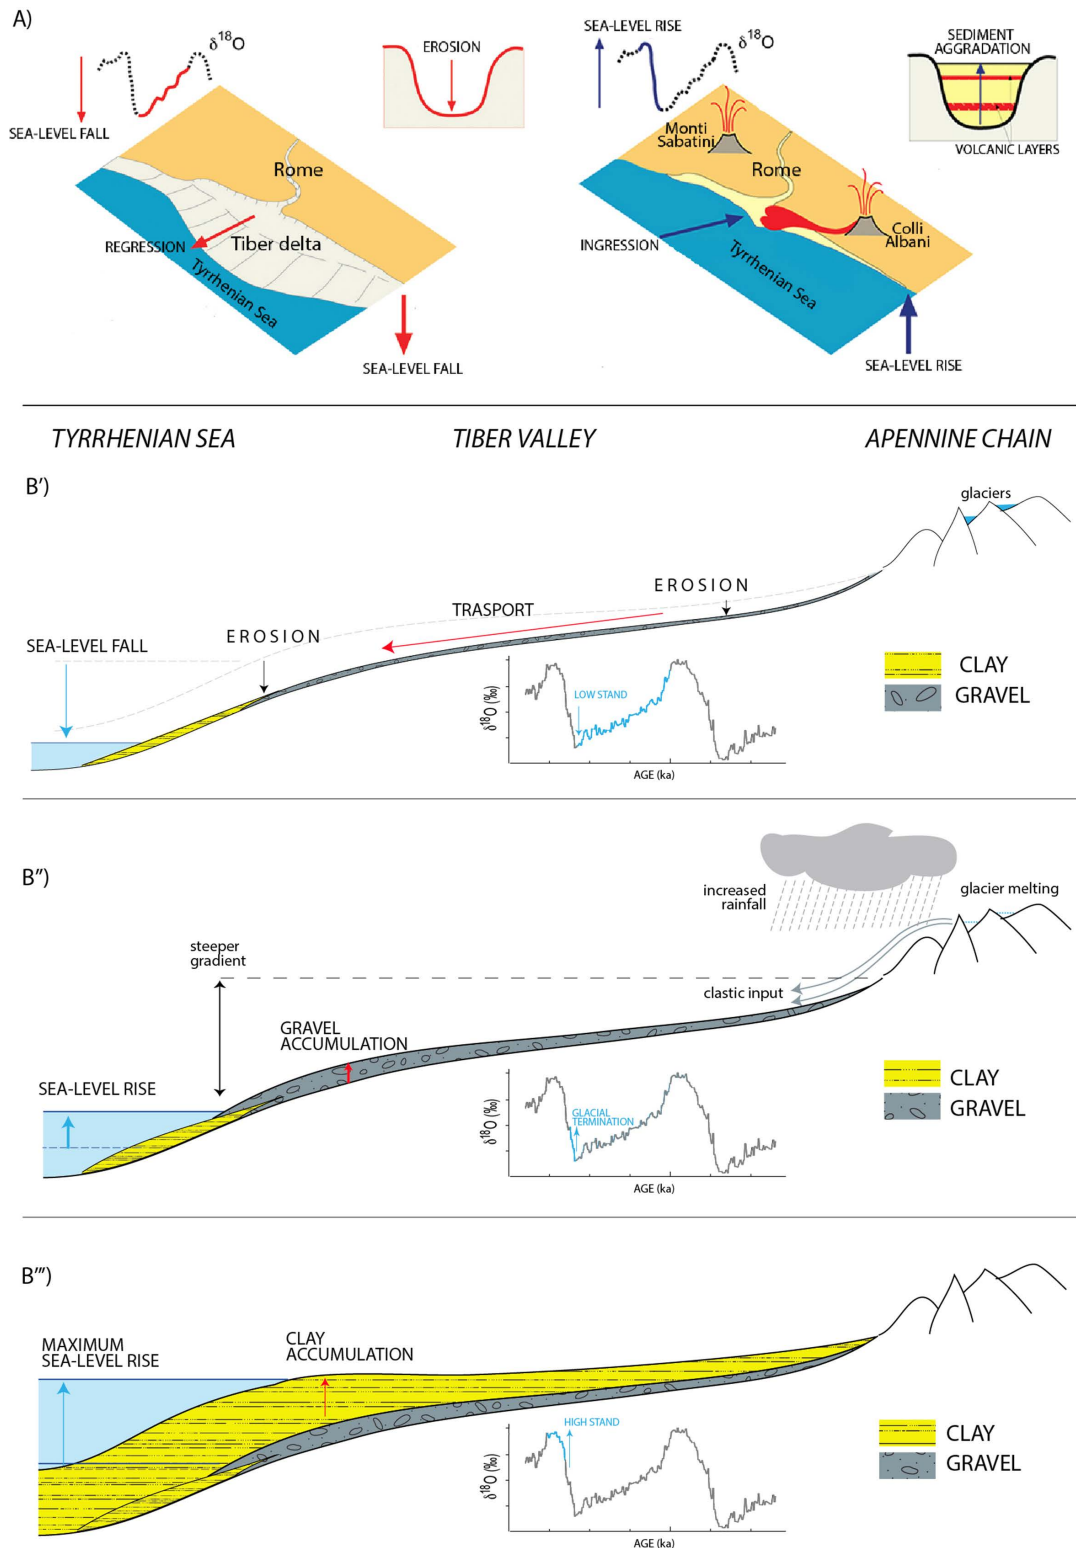 A)
δ18O
SEA-LEVEL FALL
EROSION
Rome
REGRESSION
Tiber delta
Tyrrhenian Sea
SEA-LEVEL FALL
SEA-LEVEL RISE
δ18O
SEDIMENT
AGGRADATION
VOLCANIC LAYERS
Monti
Sabatini
Rome
INGRESSION
Colli
Albani
Tyrrhenian Sea
SEA-LEVEL RISE
TYRRHENIAN SEA
TIBER VALLEY
APENNINE CHAIN
B')
glaciers
EROSION
TRASPORT
EROSION
SEA-LEVEL FALL
LOW STAND
δ18O (‰)
AGE (ka)
CLAY
GRAVEL
B'')
increased
rainfall
glacier melting
steeper
gradient
clastic input
GRAVEL
ACCUMULATION
SEA-LEVEL RISE
GLACIAL
TERMINATION
δ18O (‰)
AGE (ka)
CLAY
GRAVEL
B''')
MAXIMUM
SEA-LEVEL RISE
CLAY
ACCUMULATION
HIGH STAND
δ18O (‰)
AGE (ka)
CLAY
GRAVEL